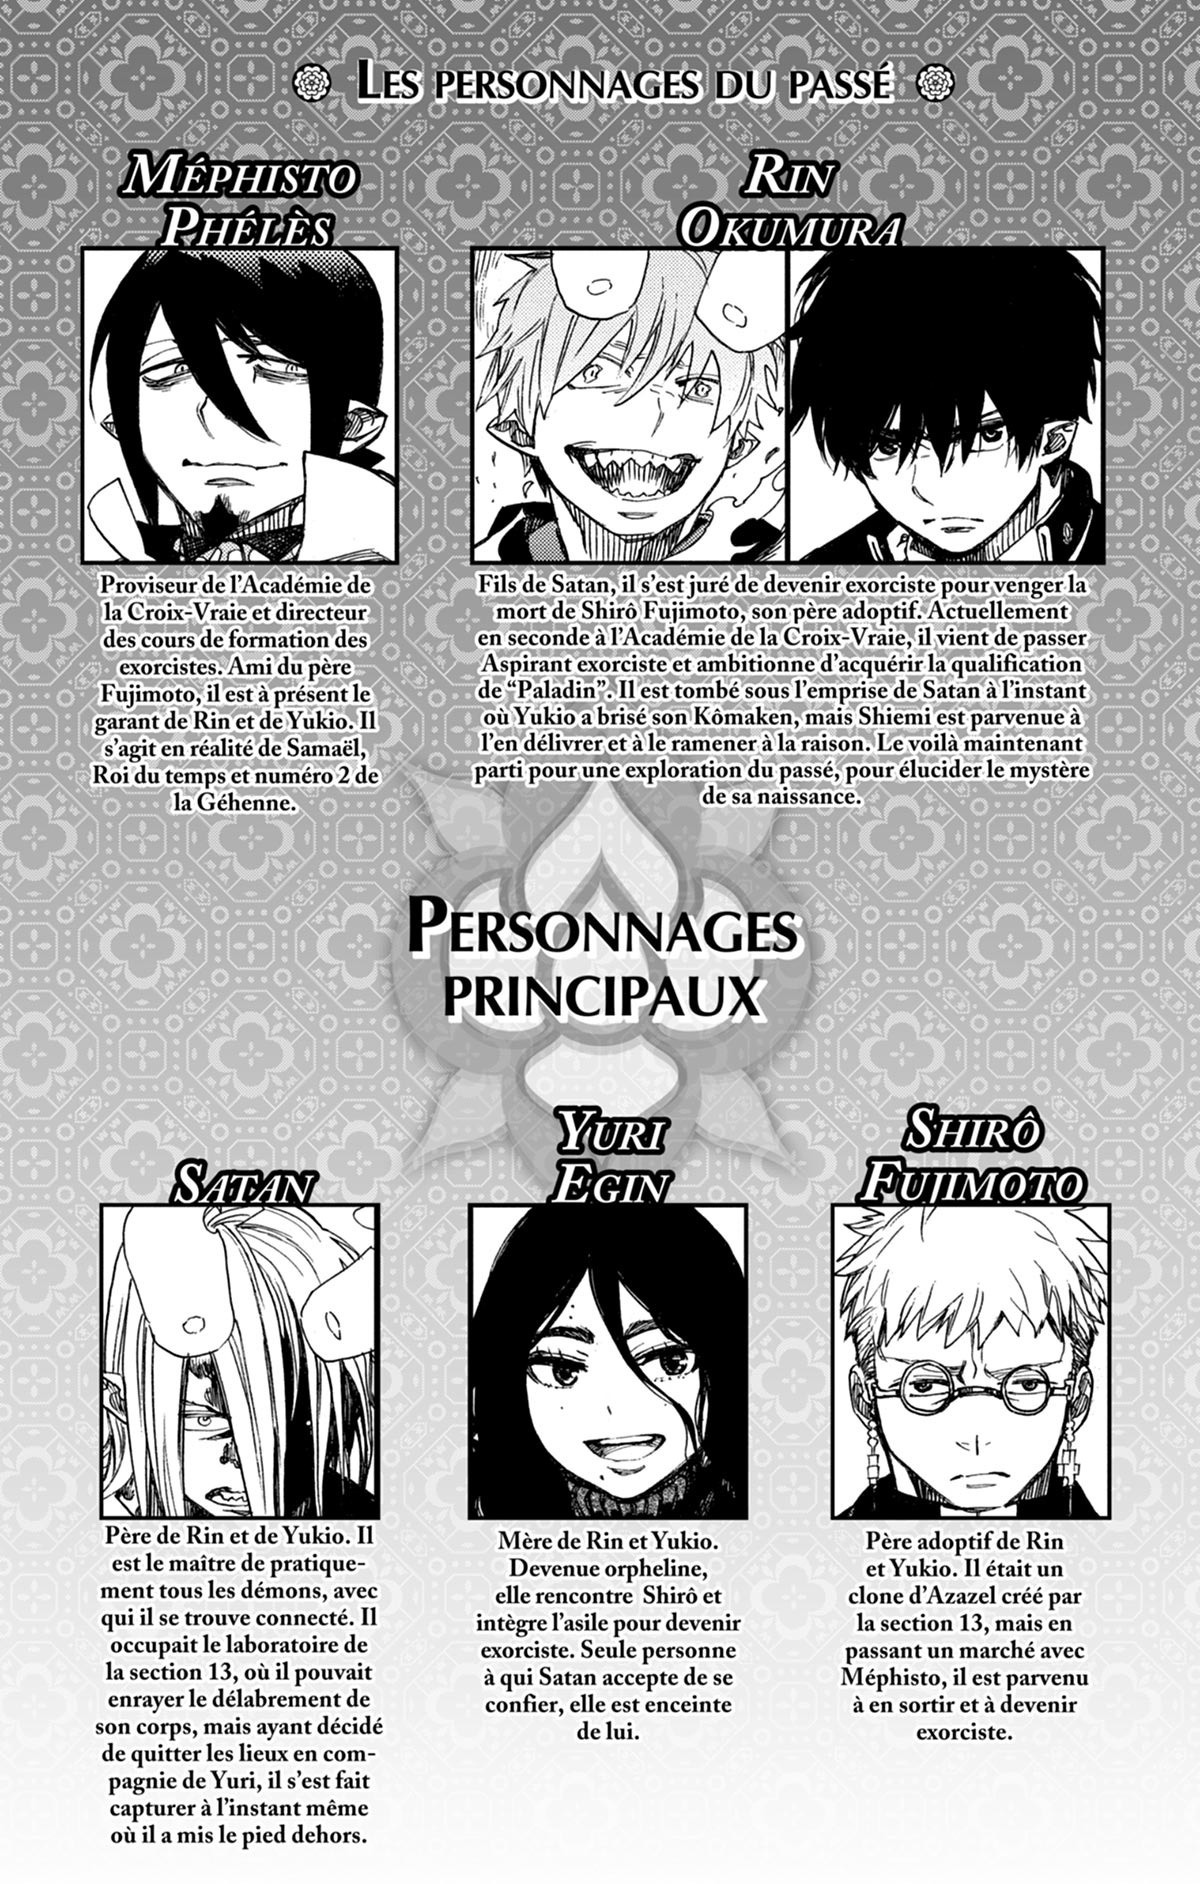 LES PERSONNAGES DU PASSÉ
MÉPHISTO
PHÉLÈS
Proviseur de l'Académie de
la Croix-Vraie et directeur
des cours de formation des
exorcistes. Ami du père
Fujimoto, il est à présent le
garant de Rin et de Yukio. Il
s'agit en réalité de Samaël,
Roi du temps et numéro 2 de
la Géhenne.
RIN
OKUMURA
Fils de Satan, il s'est juré de devenir exorciste pour venger la
mort de Shirô Fujimoto, son père adoptif. Actuellement
en seconde à l'Académie de la Croix-Vraie, il vient de passer
Aspirant exorciste et ambitionne d'acquérir la qualification
de “Paladin”. Il est tombé sous l'emprise de Satan à l'instant
où Yukio a brisé son Kômaken, mais Shiemi est parvenue à
l'en délivrer et à le ramener à la raison. Le voilà maintenant
parti pour une exploration du passé, pour élucider le mystère
de sa naissance.
PERSONNAGES
PRINCIPAUX
SATAN
Père de Rin et de Yukio. Il
est le maître de pratique-
ment tous les démons, avec
qui il se trouve connecté. Il
occupait le laboratoire de
la section 13, où il pouvait
enrayer le délabrement de
son corps, mais ayant décidé
de quitter les lieux en com-
pagnie de Yuri, il s'est fait
capturer à l'instant même
où il a mis le pied dehors.
YURI
EGIN
Mère de Rin et Yukio.
Devenue orpheline,
elle rencontre Shirô et
intègre l'asile pour devenir
exorciste. Seule personne
à qui Satan accepte de se
confier, elle est enceinte
de lui.
SHIRÔ
FUJIMOTO
Père adoptif de Rin
et Yukio. Il était un
clone d'Azazel créé par
la section 13, mais en
passant un marché avec
Méphisto, il est parvenu
à en sortir et à devenir
exorciste.